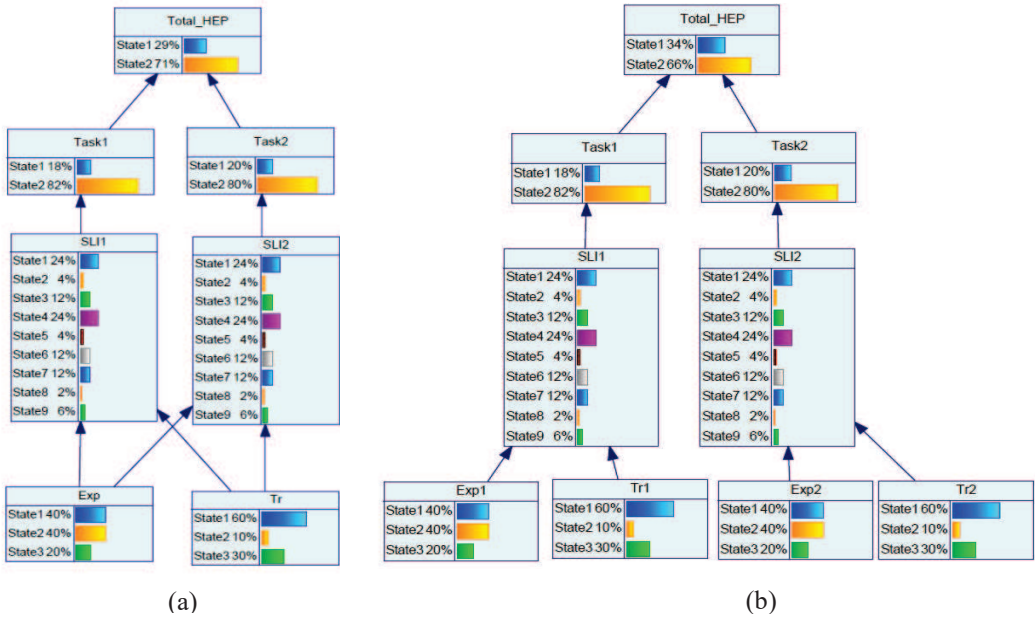 Total_HEP
State1 29%
State2 71%
Task1
State1 18%
State2 82%
Task2
State1 20%
State2 80%
SLI1
State1 24%
State2 4%
State3 12%
State4 24%
State5 4%
State6 12%
State7 12%
State8 2%
State9 6%
SLI2
State1 24%
State2 4%
State3 12%
State4 24%
State5 4%
State6 12%
State7 12%
State8 2%
State9 6%
Exp
State1 40%
State2 40%
State3 20%
Tr
State1 60%
State2 10%
State3 30%
(a)
Total_HEP
State1 34%
State2 66%
Task1
State1 18%
State2 82%
Task2
State1 20%
State2 80%
SLI1
State1 24%
State2 4%
State3 12%
State4 24%
State5 4%
State6 12%
State7 12%
State8 2%
State9 6%
SLI2
State1 24%
State2 4%
State3 12%
State4 24%
State5 4%
State6 12%
State7 12%
State8 2%
State9 6%
Exp1
State1 40%
State2 40%
State3 20%
Tr1
State1 60%
State2 10%
State3 30%
Exp2
State1 40%
State2 40%
State3 20%
Tr2
State1 60%
State2 10%
State3 30%
(b)